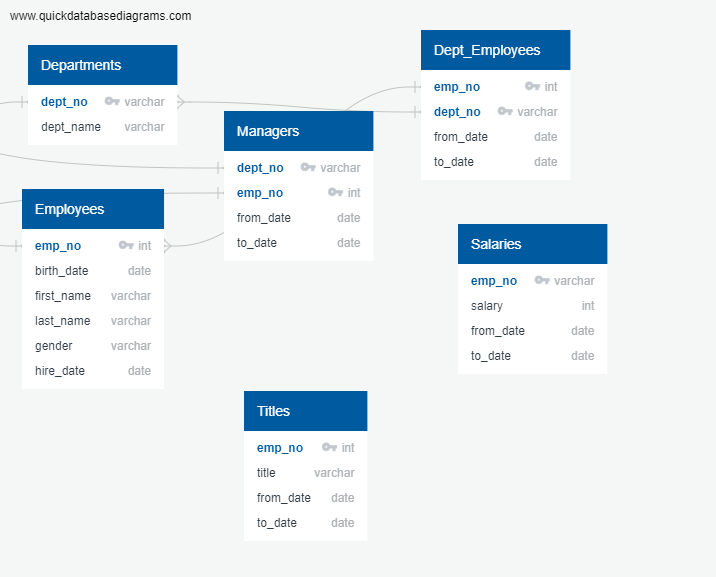 www.quickdatabasediagrams.com
Departments
dept_no varchar
dept_name varchar
Dept_Employees
emp_no int
dept_no varchar
from_date date
to_date date
Managers
dept_no varchar
emp_no int
from_date date
to_date date
Employees
emp_no int
birth_date date
first_name varchar
last_name varchar
gender varchar
hire_date date
Salaries
emp_no varchar
salary int
from_date date
to_date date
Titles
emp_no int
title varchar
from_date date
to_date date